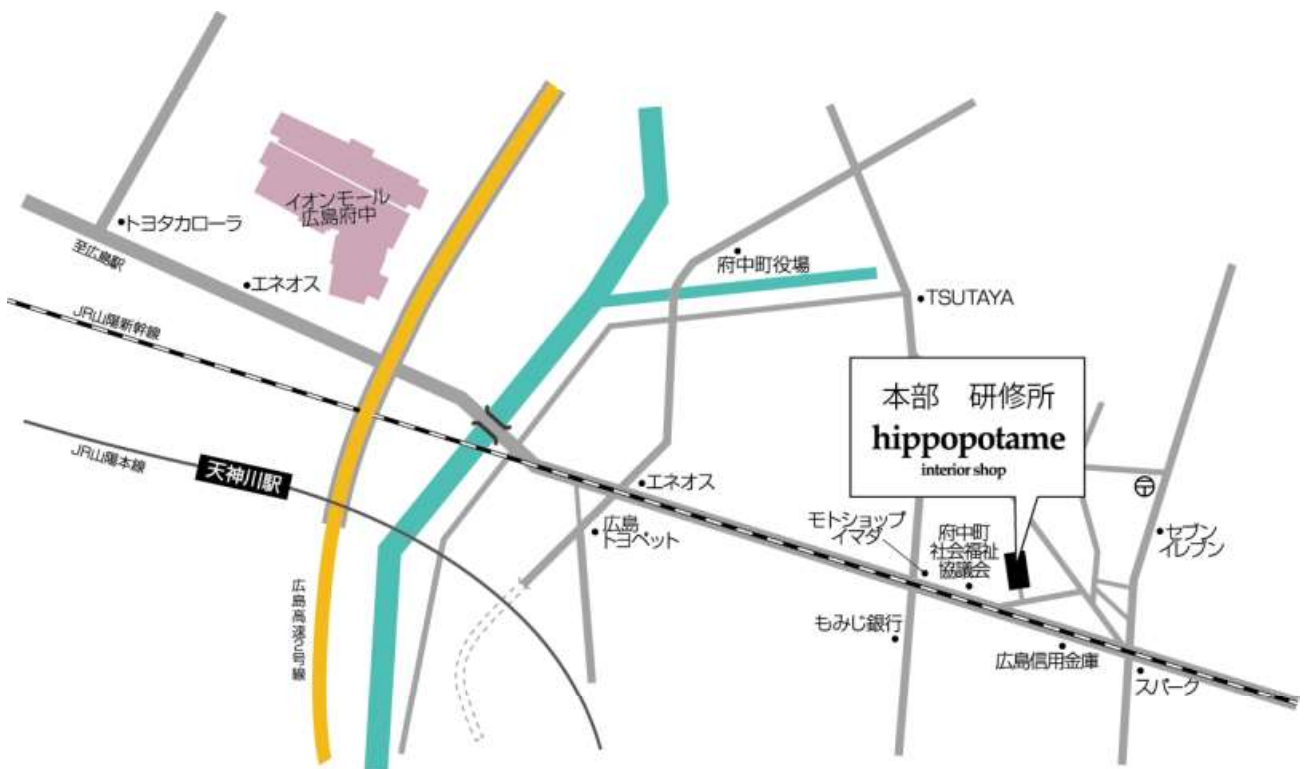 イオンモール
広島府中
トヨタカローラ
至広島駅
エネオス
府中町役場
TSUTAYA
JR山陽新幹線
本部　研修所
hippopotame
interior shop
JR山陽本線
天神川駅
エネオス
広島
トヨペット
モトショップ
イマダ
府中町
社会福祉
協議会
セブン
イレブン
広島高速2号線
もみじ銀行
広島信用金庫
スパーク